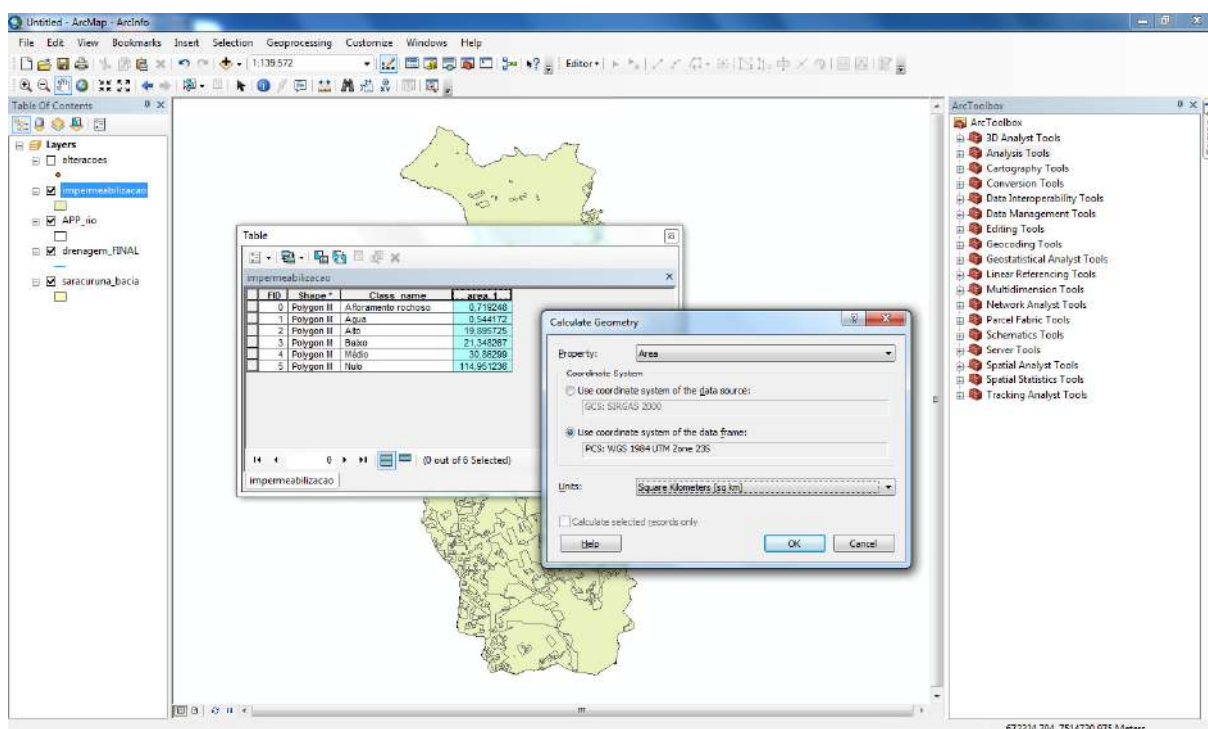 Untitled - ArcMap - ArcInfo
File Edit View Bookmarks Insert Selection Geoprocessing Customize Windows Help
1:139.572
Editor
Table Of Contents
Layers
alteracoes
impermeabilizacao
APP_rio
drenagem_FINAL
saracuruna_bacia
Table
impermeabilizacao
FID Shape * Class_name area_1
0 Polygon Afloramento rochoso 0,719248
1 Polygon Agua 0,544172
2 Polygon Alto 19,895725
3 Polygon Baixo 21,348267
4 Polygon Médio 30,88299
5 Polygon Nulo 114,951236
0 (0 out of 6 Selected)
impermeabilizacao
Calculate Geometry
Property: Area
Coordinate System
Use coordinate system of the data source:
GCS: SIRGAS 2000
Use coordinate system of the data frame:
PCS: WGS 1984 UTM Zone 23S
Units: Square Kilometers [sq km]
Calculate selected records only
Help OK Cancel
ArcToolbox
ArcToolbox
3D Analyst Tools
Analysis Tools
Cartography Tools
Conversion Tools
Data Interoperability Tools
Data Management Tools
Editing Tools
Geocoding Tools
Geostatistical Analyst Tools
Linear Referencing Tools
Multidimension Tools
Network Analyst Tools
Parcel Fabric Tools
Schematics Tools
Server Tools
Spatial Analyst Tools
Spatial Statistics Tools
Tracking Analyst Tools